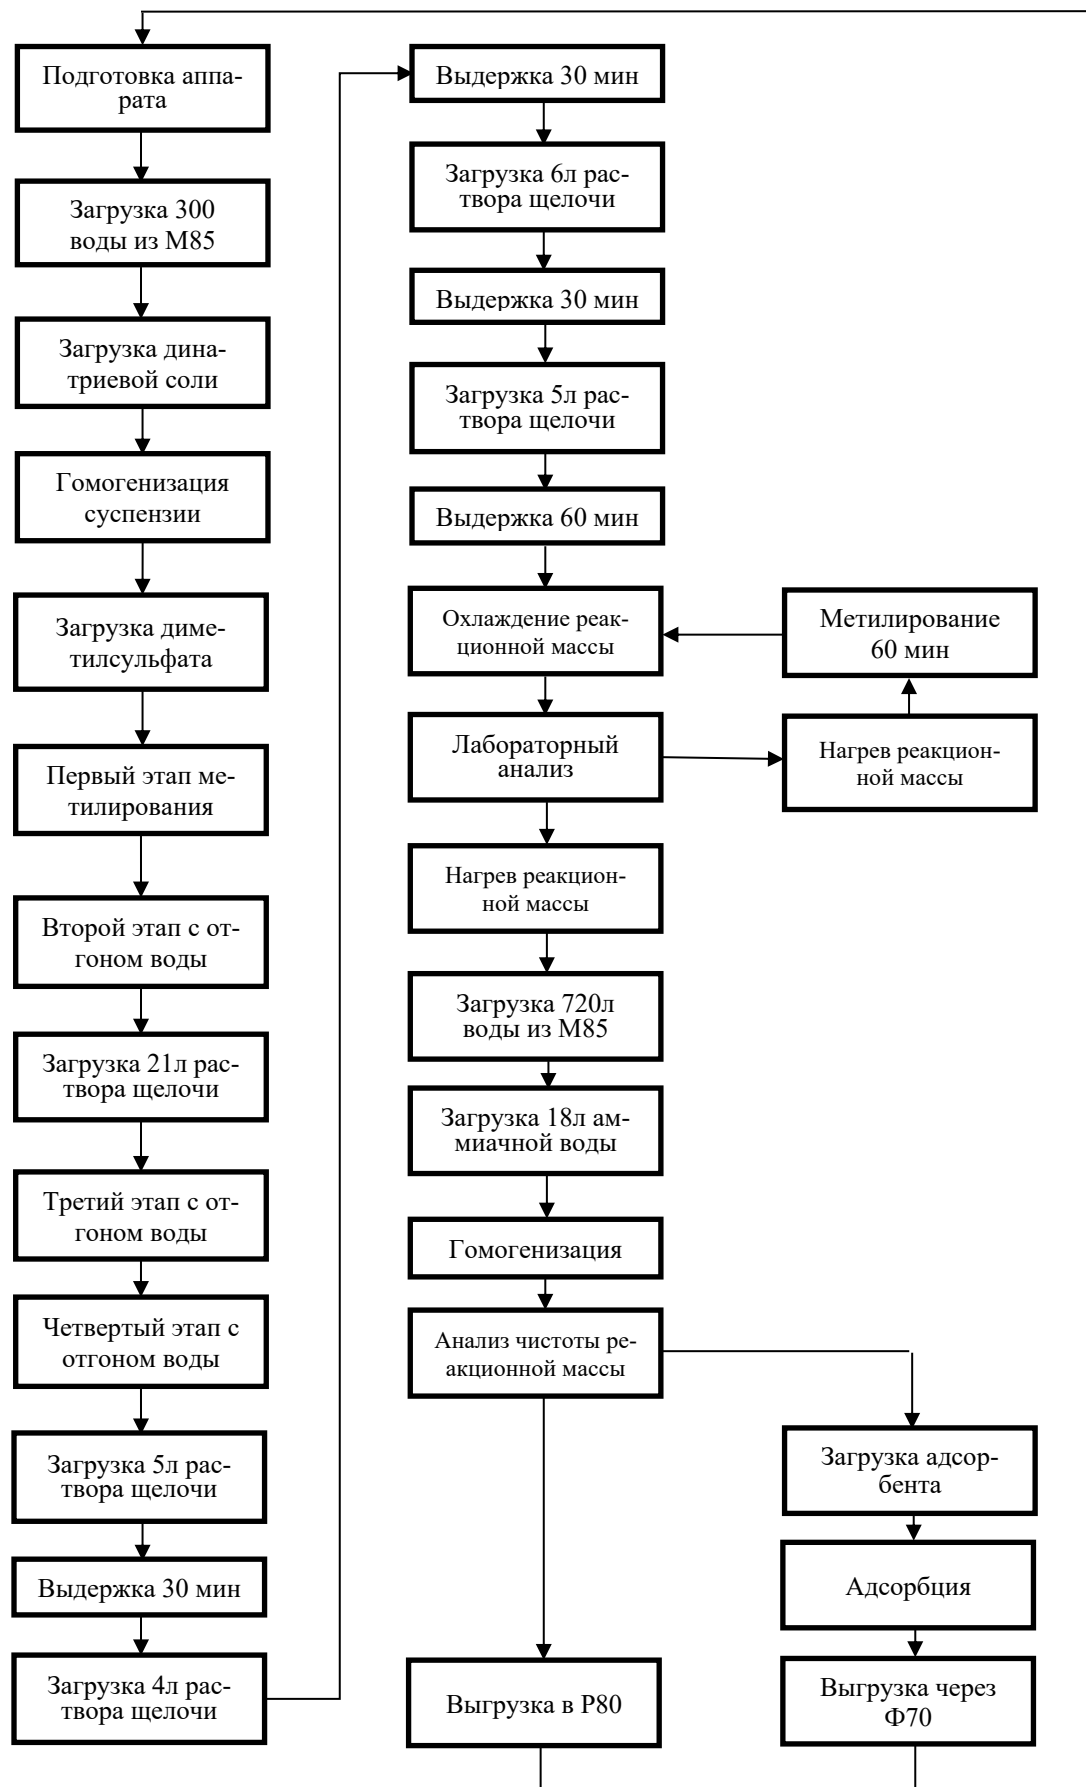 Подготовка аппа-
рата
Загрузка 300
воды из М85
Загрузка дина-
триевой соли
Гомогенизация
суспензии
Загрузка диме-
тилсульфата
Первый этап ме-
тилирования
Второй этап с от-
гоном воды
Загрузка 21л рас-
твора щелочи
Третий этап с от-
гоном воды
Четвертый этап с
отгоном воды
Загрузка 5л рас-
твора щелочи
Выдержка 30 мин
Загрузка 4л рас-
твора щелочи
Выдержка 30 мин
Загрузка 6л рас-
твора щелочи
Выдержка 30 мин
Загрузка 5л рас-
твора щелочи
Выдержка 60 мин
Охлаждение реак-
ционной массы
Лабораторный
анализ
Нагрев реакцион-
ной массы
Метилирование
60 мин
Нагрев реакцион-
ной массы
Загрузка 720л
воды из М85
Загрузка 18л ам-
миачной воды
Гомогенизация
Анализ чистоты ре-
акционной массы
Выгрузка в Р80
Загрузка адсор-
бента
Адсорбция
Выгрузка через
Ф70